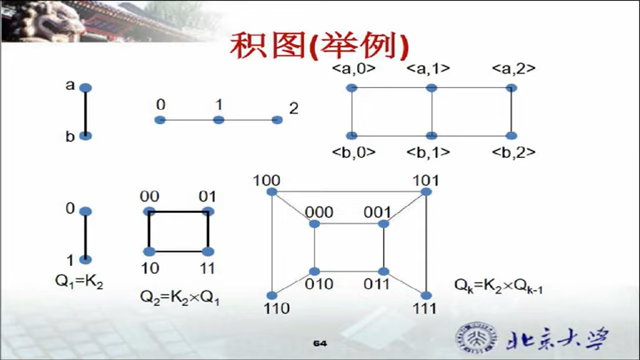 积图(举例)
a
b
0 1 2
<a,0> <a,1> <a,2>
<b,0> <b,1> <b,2>
0
1
Q₁=K₂
00 01
10 11
Q₂=K₂×Q₁
100 101
000 001
010 011
110 111
Qₖ=K₂×Qₖ₋₁
64
北京大学